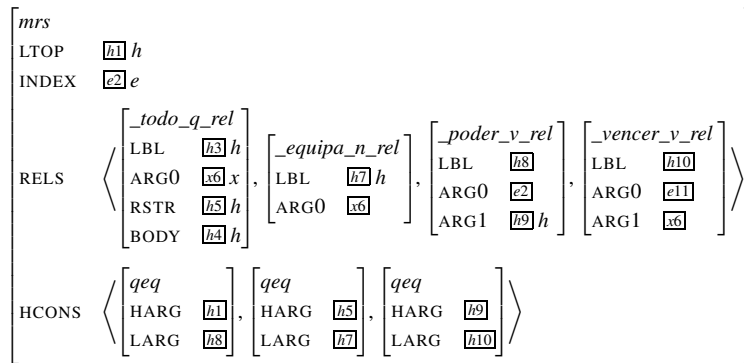 mrs
LTOP h1 h
INDEX e2 e
RELS ⟨ [ _todo_q_rel LBL h3 h ARG0 x6 x RSTR h5 h BODY h4 h ], [ _equipa_n_rel LBL h7 h ARG0 x6 ], [ _poder_v_rel LBL h8 ARG0 e2 ARG1 h9 h ], [ _vencer_v_rel LBL h10 ARG0 e11 ARG1 x6 ] ⟩
HCONS ⟨ [ qeq HARG h1 LARG h8 ], [ qeq HARG h5 LARG h7 ], [ qeq HARG h9 LARG h10 ] ⟩